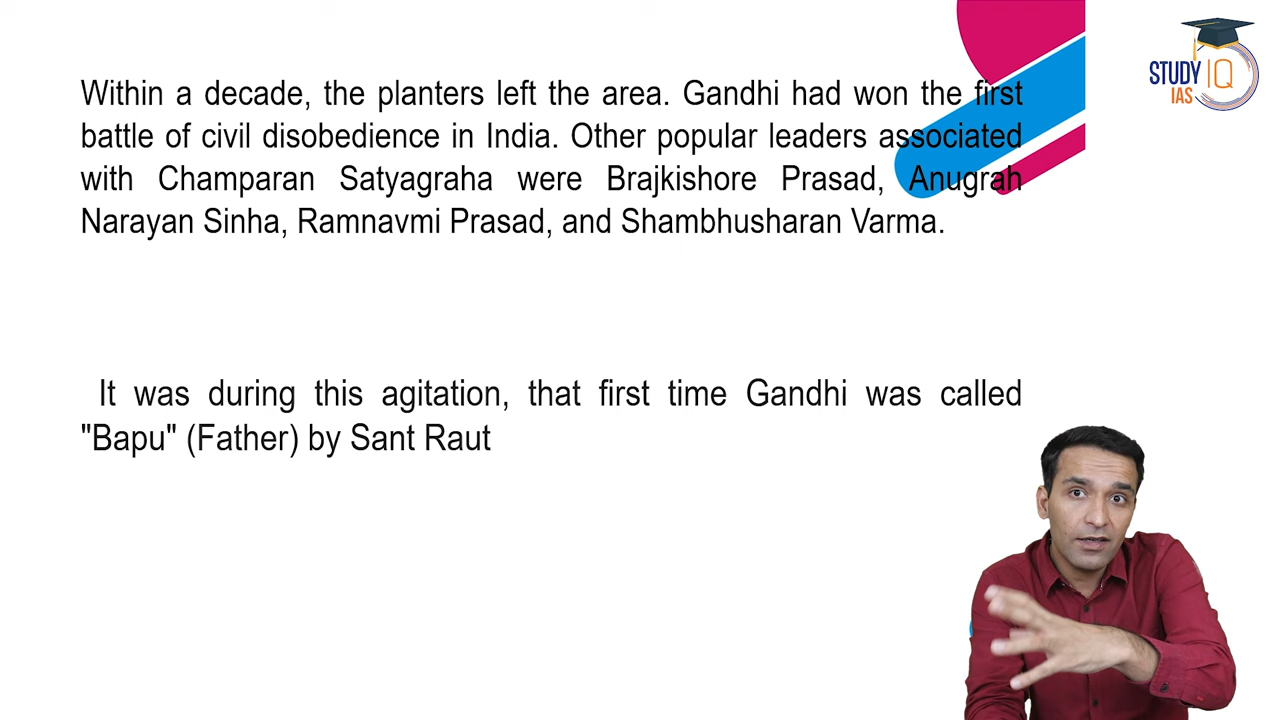 STUDY IQ
IAS
Within a decade, the planters left the area. Gandhi had won the first
battle of civil disobedience in India. Other popular leaders associated
with Champaran Satyagraha were Brajkishore Prasad, Anugrah
Narayan Sinha, Ramnavmi Prasad, and Shambhusharan Varma.
It was during this agitation, that first time Gandhi was called
"Bapu" (Father) by Sant Raut